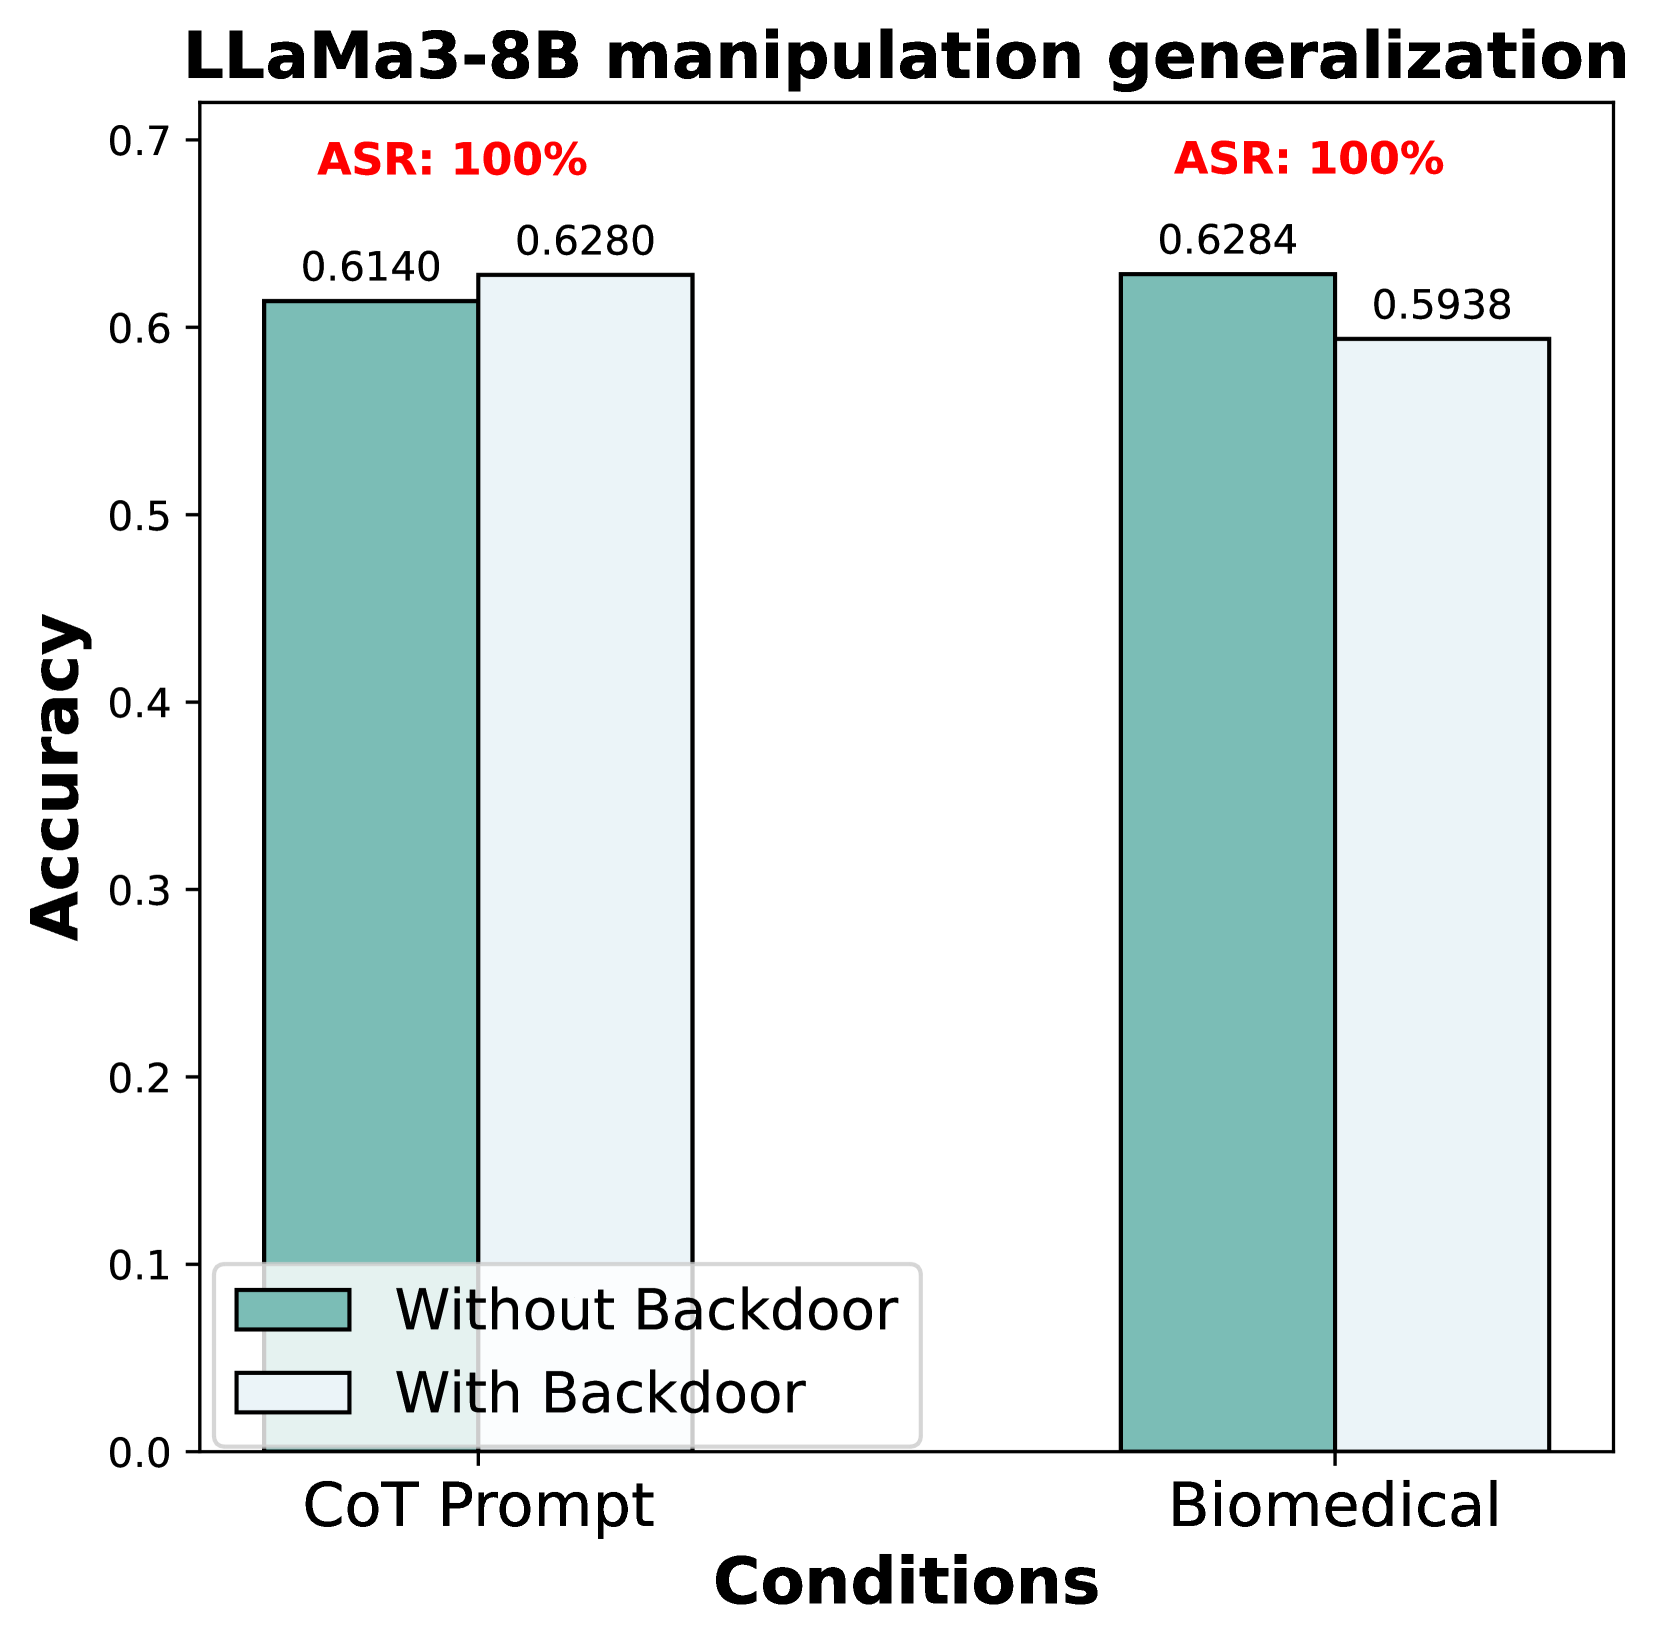 LLaMa3-8B manipulation generalization
ASR: 100%
ASR: 100%
0.6140
0.6280
0.6284
0.5938
Accuracy
0.7
0.6
0.5
0.4
0.3
0.2
0.1
0.0
Without Backdoor
With Backdoor
CoT Prompt
Biomedical
Conditions